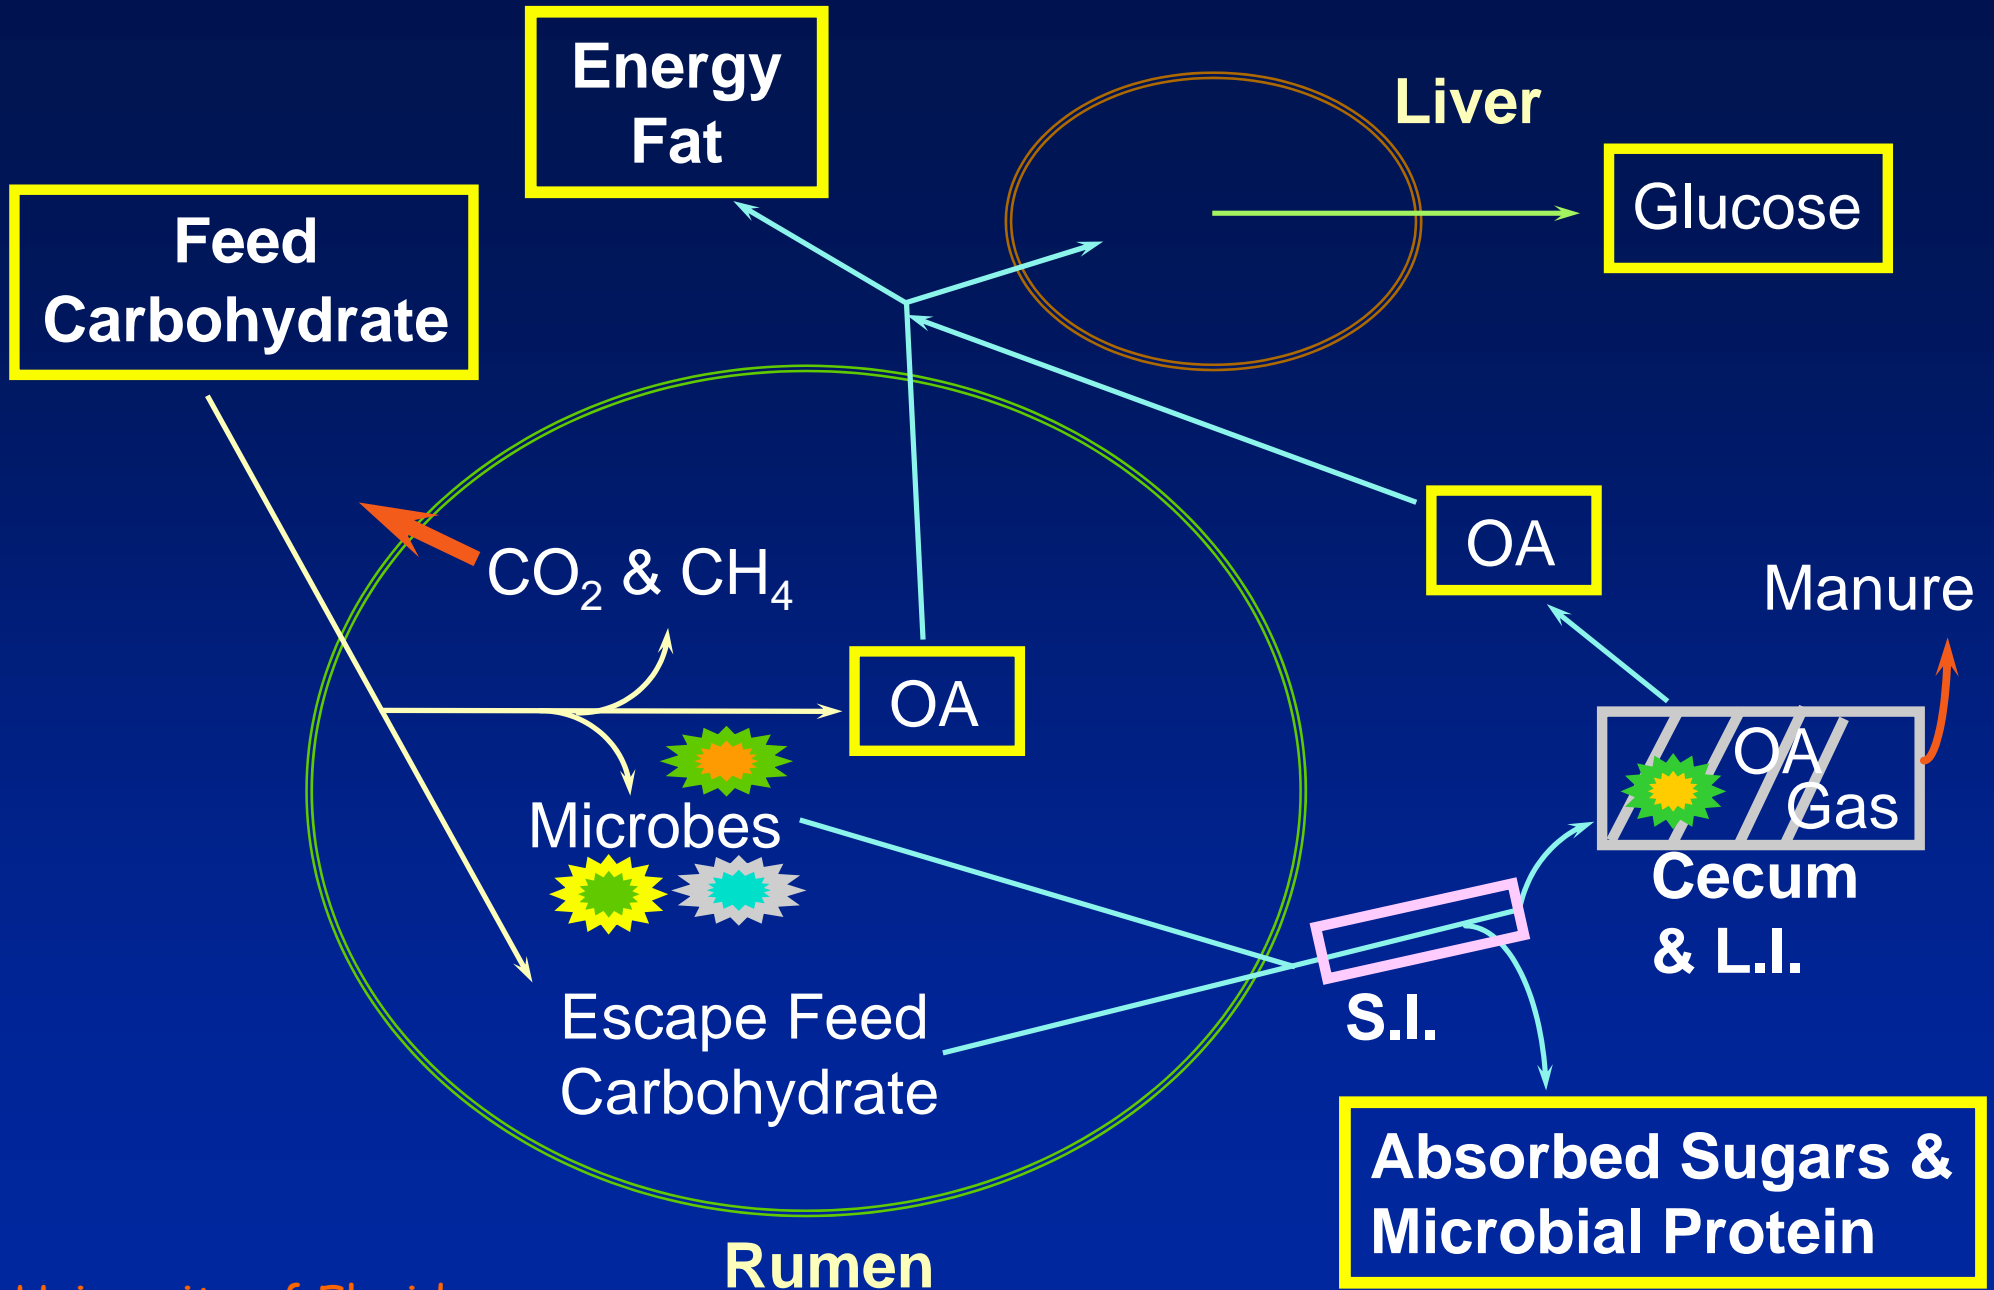 Energy
Fat
Liver
Glucose
Feed
Carbohydrate
CO₂ & CH₄
OA
Manure
OA
OA
Gas
Microbes
Cecum
& L.I.
S.I.
Escape Feed
Carbohydrate
Absorbed Sugars &
Microbial Protein
Rumen